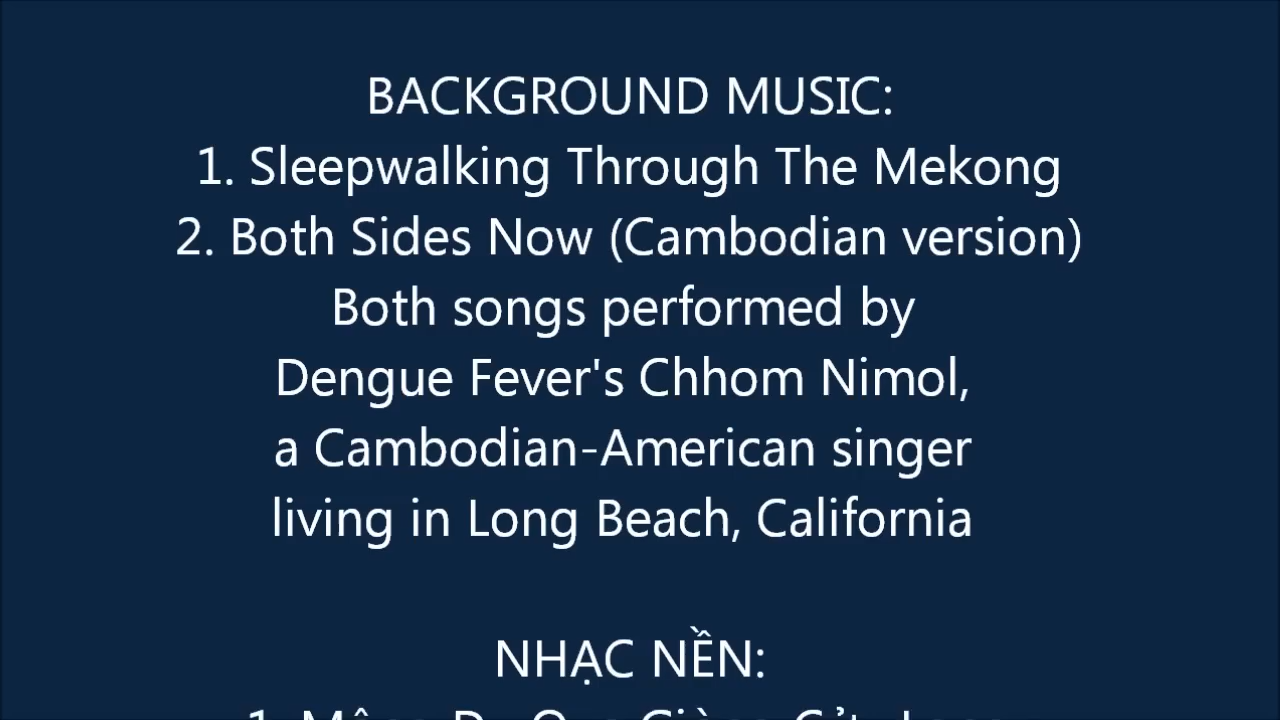 BACKGROUND MUSIC:
1. Sleepwalking Through The Mekong
2. Both Sides Now (Cambodian version)
Both songs performed by
Dengue Fever's Chhom Nimol,
a Cambodian-American singer
living in Long Beach, California
NHẠC NỀN:
1.